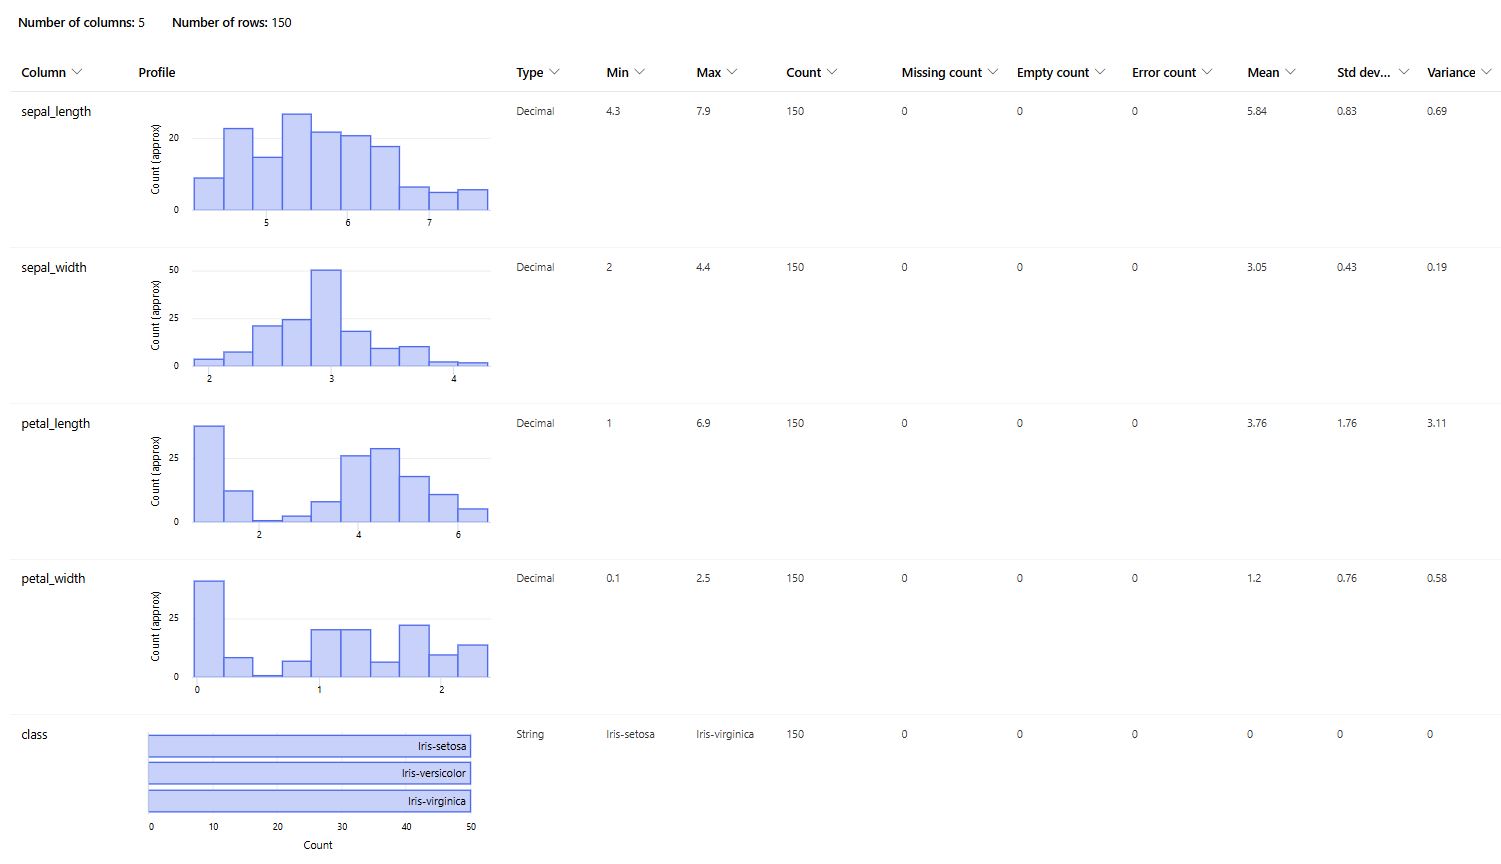 Number of columns: 5 Number of rows: 150
Column Profile Type Min Max Count Missing count Empty count Error count Mean Std dev... Variance
sepal_length Decimal 4.3 7.9 150 0 0 0 5.84 0.83 0.69
Count (approx)
20
0
5 6 7
sepal_width Decimal 2 4.4 150 0 0 0 3.05 0.43 0.19
Count (approx)
50
25
0
2 3 4
petal_length Decimal 1 6.9 150 0 0 0 3.76 1.76 3.11
Count (approx)
25
0
2 4 6
petal_width Decimal 0.1 2.5 150 0 0 0 1.2 0.76 0.58
Count (approx)
25
0
0 1 2
class String Iris-setosa Iris-virginica 150 0 0 0 0 0 0
Iris-setosa
Iris-versicolor
Iris-virginica
0 10 20 30 40 50
Count